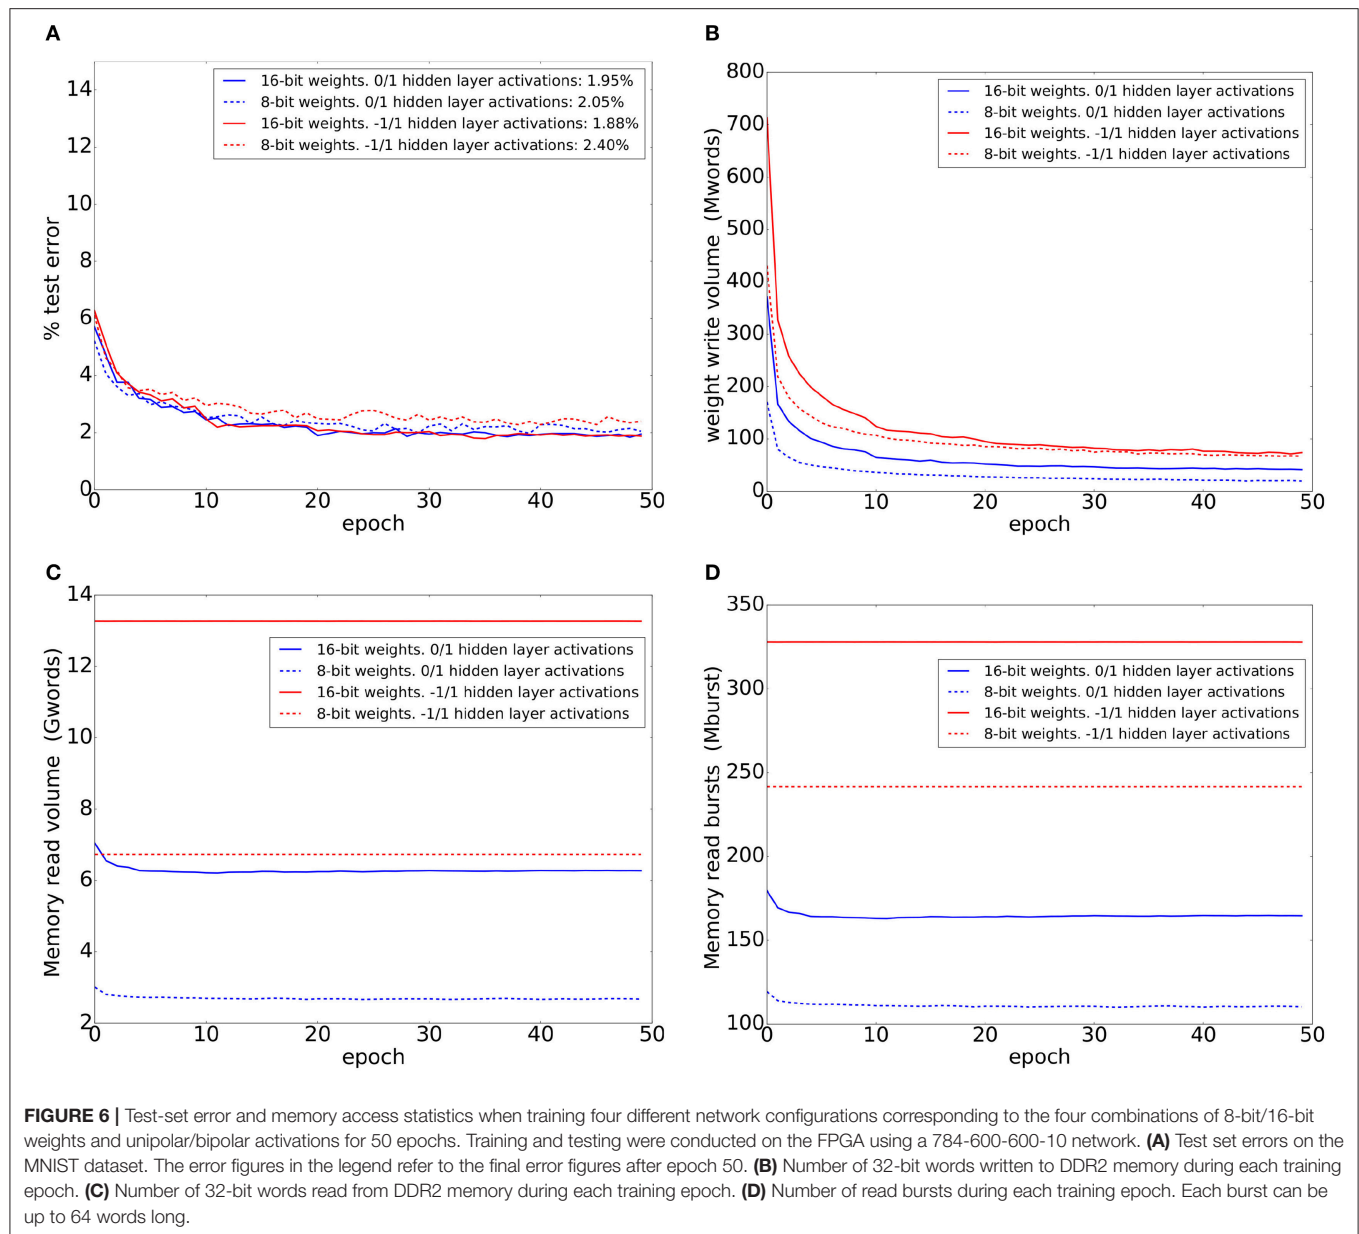 A
16-bit weights. 0/1 hidden layer activations: 1.95%
8-bit weights. 0/1 hidden layer activations: 2.05%
16-bit weights. -1/1 hidden layer activations: 1.88%
8-bit weights. -1/1 hidden layer activations: 2.40%
14
12
10
8
6
4
2
0
% test error
0 10 20 30 40 50
epoch
B
16-bit weights. 0/1 hidden layer activations
8-bit weights. 0/1 hidden layer activations
16-bit weights. -1/1 hidden layer activations
8-bit weights. -1/1 hidden layer activations
800
700
600
500
400
300
200
100
0
weight write volume (Mwords)
0 10 20 30 40 50
epoch
C
16-bit weights. 0/1 hidden layer activations
8-bit weights. 0/1 hidden layer activations
16-bit weights. -1/1 hidden layer activations
8-bit weights. -1/1 hidden layer activations
14
12
10
8
6
4
2
Memory read volume (Gwords)
0 10 20 30 40 50
epoch
D
16-bit weights. 0/1 hidden layer activations
8-bit weights. 0/1 hidden layer activations
16-bit weights. -1/1 hidden layer activations
8-bit weights. -1/1 hidden layer activations
350
300
250
200
150
100
Memory read bursts (Mburst)
0 10 20 30 40 50
epoch
FIGURE 6 | Test-set error and memory access statistics when training four different network configurations corresponding to the four combinations of 8-bit/16-bit
weights and unipolar/bipolar activations for 50 epochs. Training and testing were conducted on the FPGA using a 784-600-600-10 network. (A) Test set errors on the
MNIST dataset. The error figures in the legend refer to the final error figures after epoch 50. (B) Number of 32-bit words written to DDR2 memory during each training
epoch. (C) Number of 32-bit words read from DDR2 memory during each training epoch. (D) Number of read bursts during each training epoch. Each burst can be
up to 64 words long.